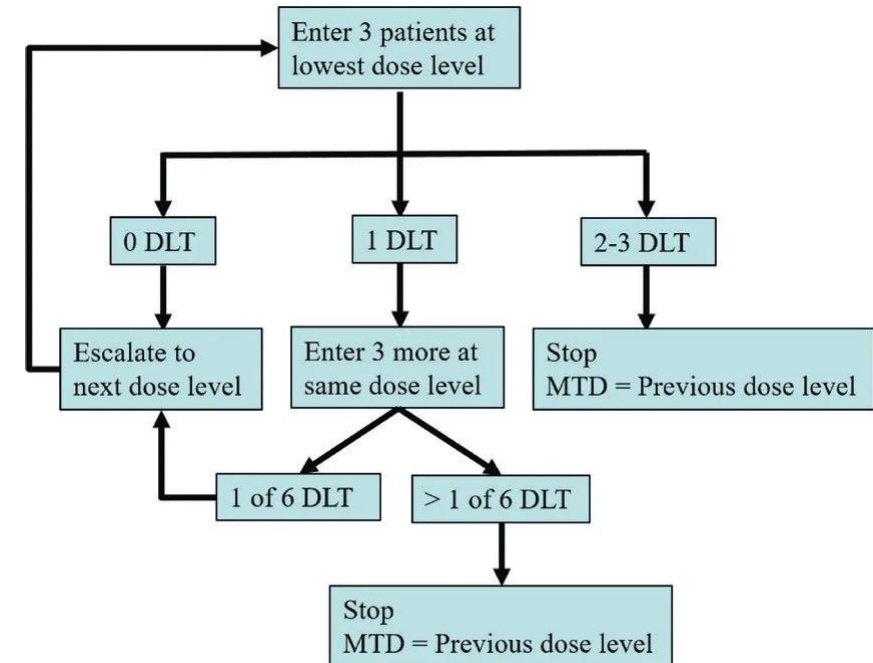 Enter 3 patients at
lowest dose level
0 DLT
1 DLT
2-3 DLT
Escalate to
next dose level
Enter 3 more at
same dose level
Stop
MTD = Previous dose level
1 of 6 DLT
> 1 of 6 DLT
Stop
MTD = Previous dose level